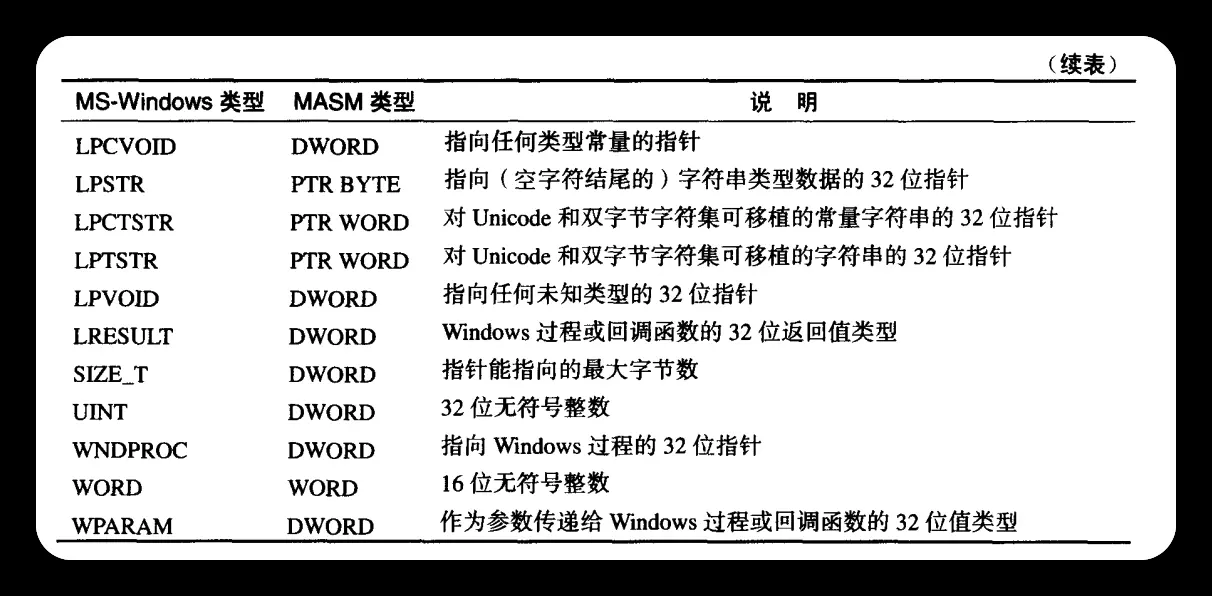 （续表）
MS-Windows 类型 MASM 类型 说 明
LPCVOID DWORD 指向任何类型常量的指针
LPSTR PTR BYTE 指向（空字符结尾的）字符串类型数据的 32 位指针
LPCTSTR PTR WORD 对 Unicode 和双字节字符集可移植的常量字符串的 32 位指针
LPTSTR PTR WORD 对 Unicode 和双字节字符集可移植的字符串的 32 位指针
LPVOID DWORD 指向任何未知类型的 32 位指针
LRESULT DWORD Windows 过程或回调函数的 32 位返回值类型
SIZE_T DWORD 指针能指向的最大字节数
UINT DWORD 32 位无符号整数
WNDPROC DWORD 指向 Windows 过程的 32 位指针
WORD WORD 16 位无符号整数
WPARAM DWORD 作为参数传递给 Windows 过程或回调函数的 32 位值类型